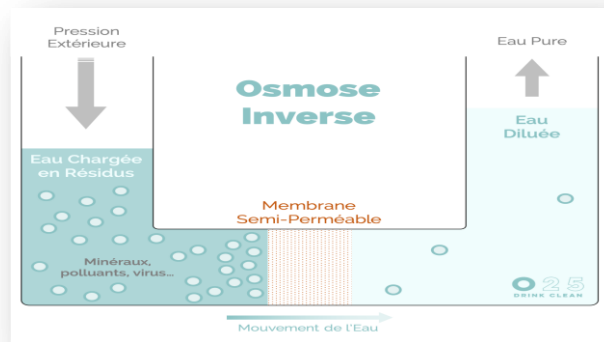 Pression
Extérieure
Eau Pure
Osmose
Inverse
Eau
Diluée
Eau Chargée
en Résidus
Membrane
Semi-Perméable
Minéraux,
polluants, virus...
O25
DRINK CLEAN
Mouvement de l'Eau